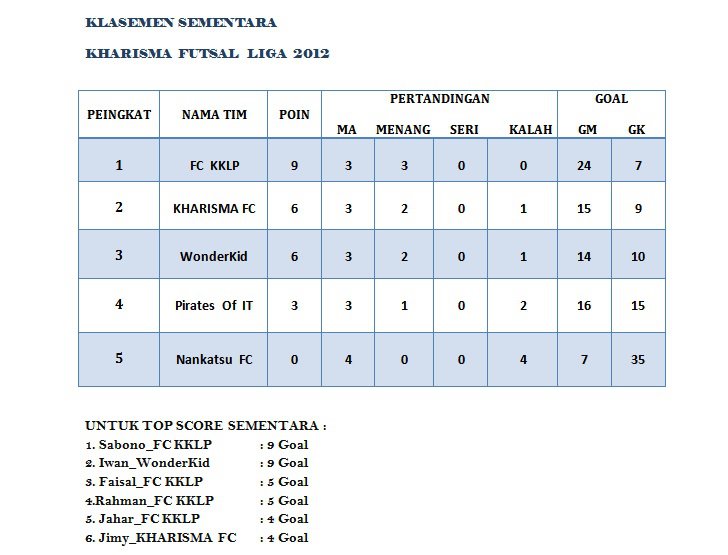 KLASEMEN SEMENTARA
KHARISMA FUTSAL LIGA 2012
PEINGKAT NAMA TIM POIN PERTANDINGAN GOAL
MA MENANG SERI KALAH GM GK
1 FC KKLP 9 3 3 0 0 24 7
2 KHARISMA FC 6 3 2 0 1 15 9
3 WonderKid 6 3 2 0 1 14 10
4 Pirates Of IT 3 3 1 0 2 16 15
5 Nankatsu FC 0 4 0 0 4 7 35
UNTUK TOP SCORE SEMENTARA :
1. Sabono_FC KKLP : 9 Goal
2. Iwan_WonderKid : 9 Goal
3. Faisal_FC KKLP : 5 Goal
4.Rahman_FC KKLP : 5 Goal
5. Jahar_FC KKLP : 4 Goal
6. Jimy_KHARISMA FC : 4 Goal